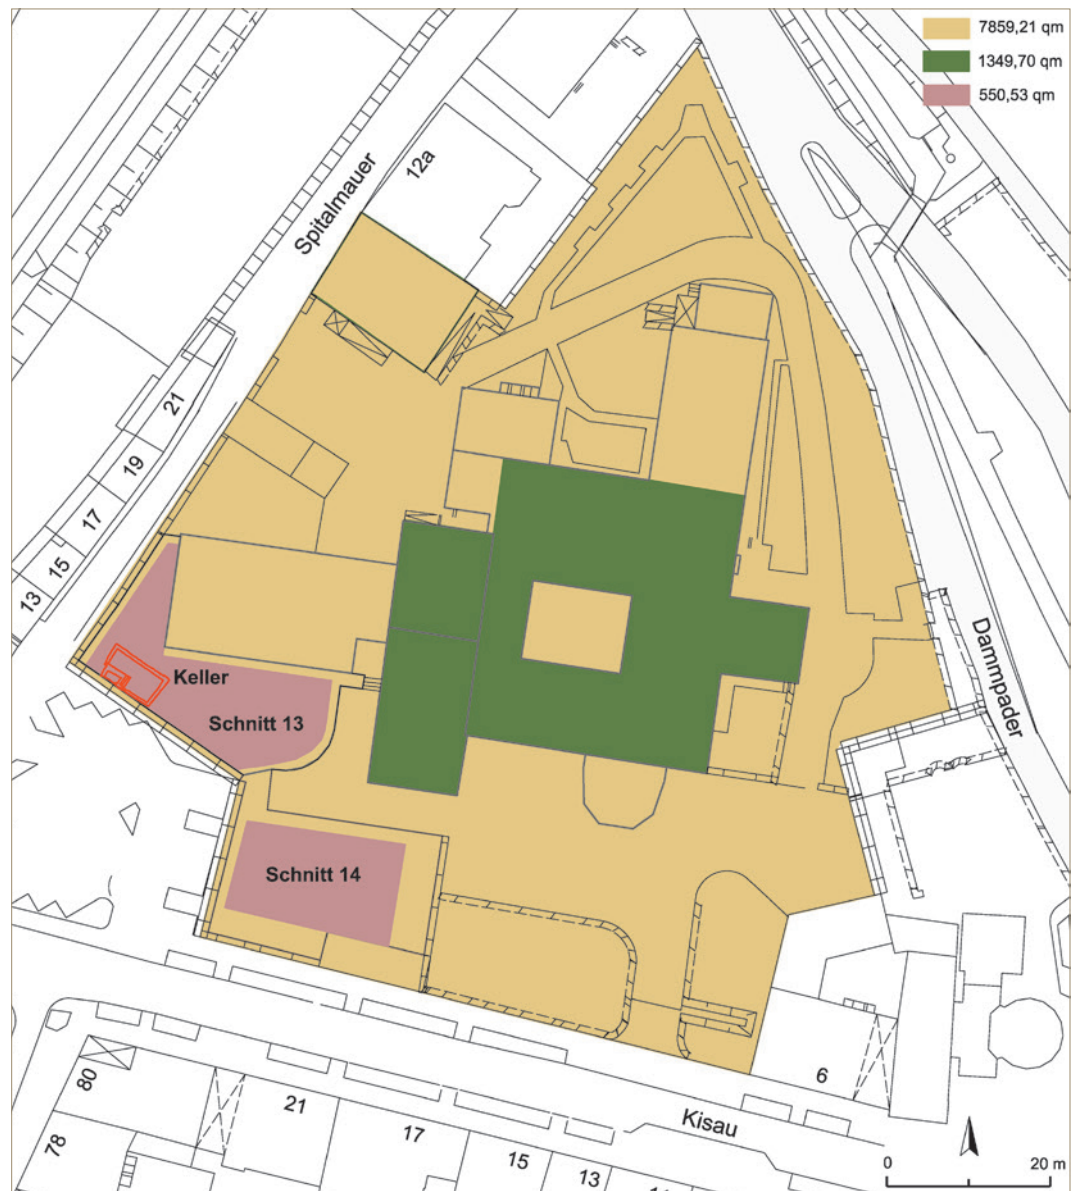 7859,21 qm
1349,70 qm
550,53 qm
12a
Spitalmauer
21
19
17
15
13
Keller
Schnitt 13
Schnitt 14
Dammpader
6
Kisau
80
78
21
17
15
13
0 20 m